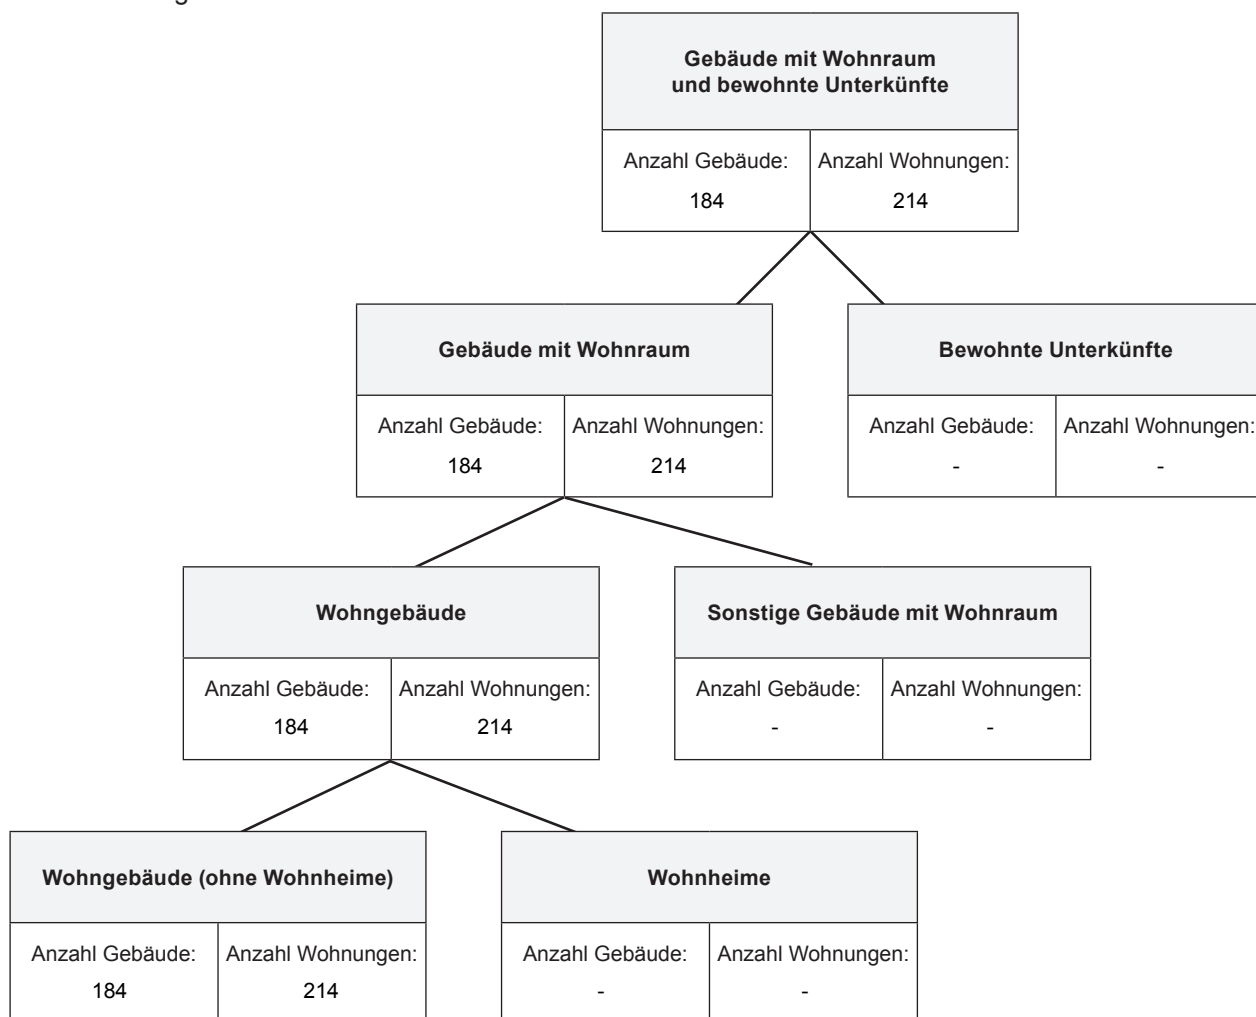 Gebäude mit Wohnraum
und bewohnte Unterkünfte
Anzahl Gebäude: Anzahl Wohnungen:
184 214
Gebäude mit Wohnraum Bewohnte Unterkünfte
Anzahl Gebäude: Anzahl Wohnungen: Anzahl Gebäude: Anzahl Wohnungen:
184 214 - -
Wohngebäude Sonstige Gebäude mit Wohnraum
Anzahl Gebäude: Anzahl Wohnungen: Anzahl Gebäude: Anzahl Wohnungen:
184 214 - -
Wohngebäude (ohne Wohnheime) Wohnheime
Anzahl Gebäude: Anzahl Wohnungen: Anzahl Gebäude: Anzahl Wohnungen:
184 214 - -